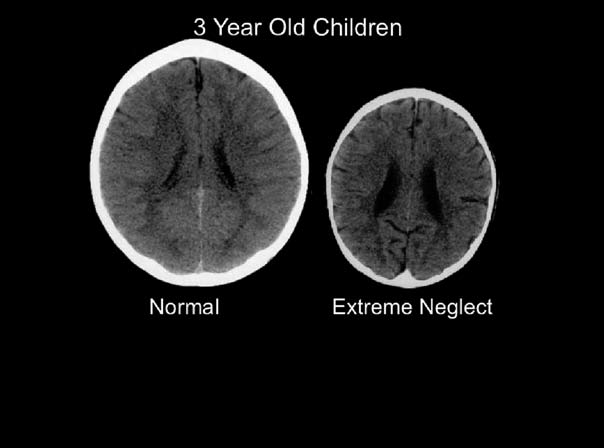 3 Year Old Children
Normal
Extreme Neglect